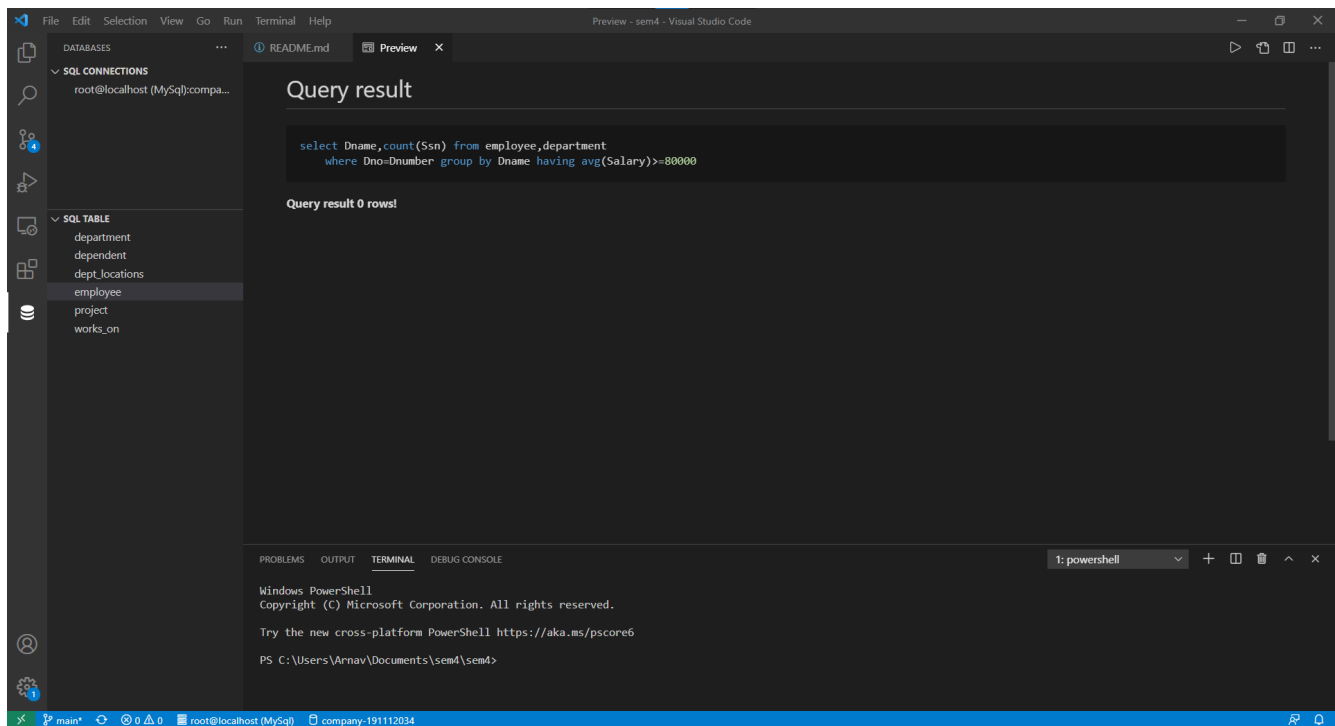 File Edit Selection View Go Run Terminal Help
Preview - sem4 - Visual Studio Code
DATABASES
README.md
Preview
SQL CONNECTIONS
root@localhost (MySql):compa...
Query result
select Dname,count(Ssn) from employee,department
where Dno=Dnumber group by Dname having avg(Salary)>=80000
Query result 0 rows!
4
SQL TABLE
department
dependent
dept_locations
employee
project
works_on
PROBLEMS OUTPUT TERMINAL DEBUG CONSOLE
1: powershell
Windows PowerShell
Copyright (C) Microsoft Corporation. All rights reserved.
Try the new cross-platform PowerShell https://aka.ms/pscore6
PS C:\Users\Arnav\Documents\sem4\sem4>
1
main* 0 0 root@localhost (MySql) company-191112034